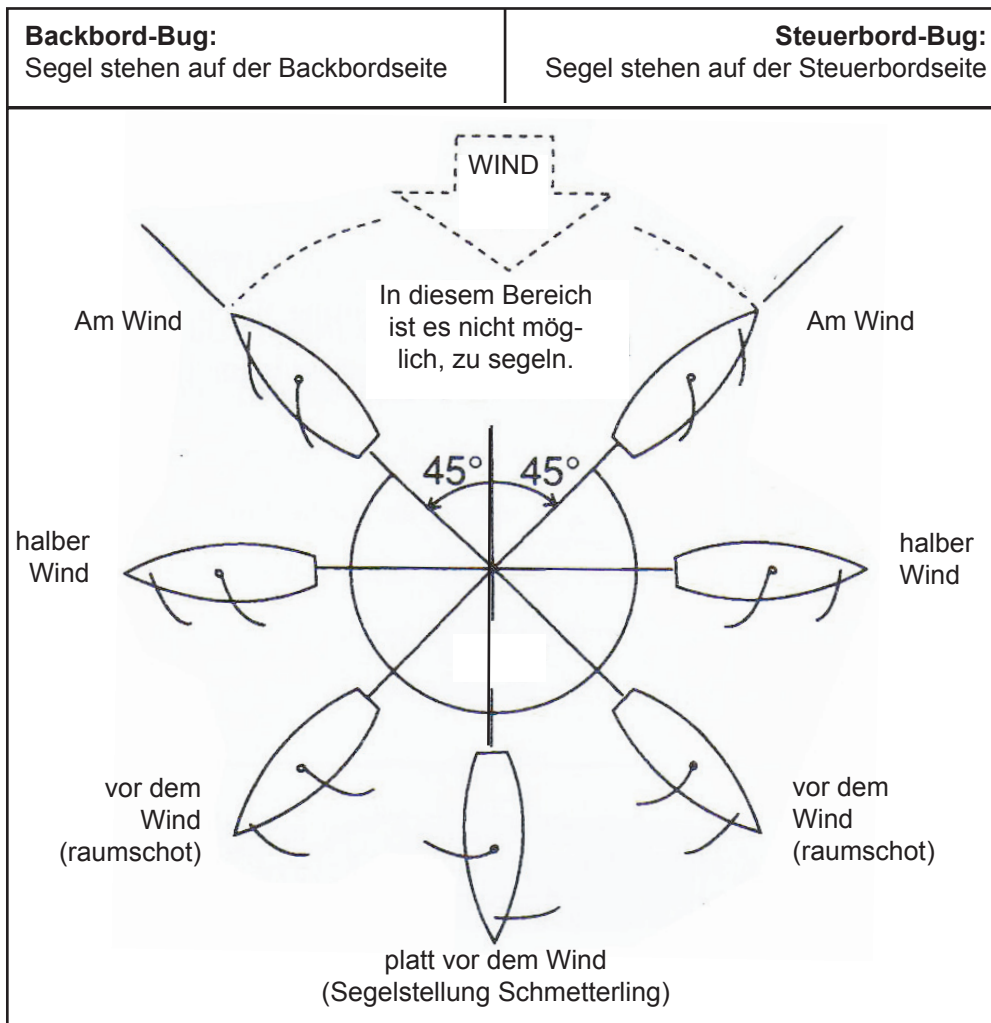 Backbord-Bug:
Segel stehen auf der Backbordseite
Steuerbord-Bug:
Segel stehen auf der Steuerbordseite
WIND
In diesem Bereich
ist es nicht mög-
lich, zu segeln.
Am Wind
Am Wind
45°
45°
halber
Wind
halber
Wind
vor dem
Wind
(raumschot)
vor dem
Wind
(raumschot)
platt vor dem Wind
(Segelstellung Schmetterling)